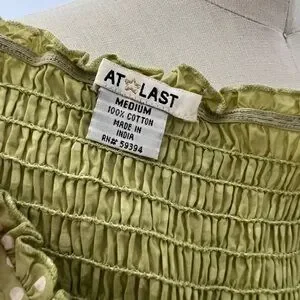 AT LAST
MEDIUM
100% COTTON
MADE IN
INDIA
RN# 59394